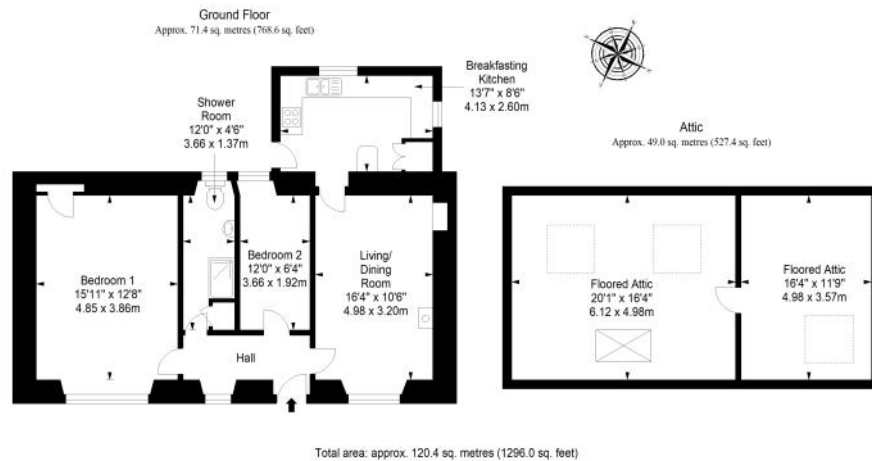 Ground Floor
Approx. 71.4 sq. metres (768.6 sq. feet)
Breakfasting
Kitchen
13'7" x 8'6"
4.13 x 2.60m
Shower
Room
12'0" x 4'6"
3.66 x 1.37m
Bedroom 1
15'11" x 12'8"
4.85 x 3.86m
Bedroom 2
12'0" x 6'4"
3.66 x 1.92m
Living/
Dining
Room
16'4" x 10'6"
4.98 x 3.20m
Hall
Attic
Approx. 49.0 sq. metres (527.4 sq. feet)
Floored Attic
20'1" x 16'4"
6.12 x 4.98m
Floored Attic
16'4" x 11'9"
4.98 x 3.57m
Total area: approx. 120.4 sq. metres (1296.0 sq. feet)